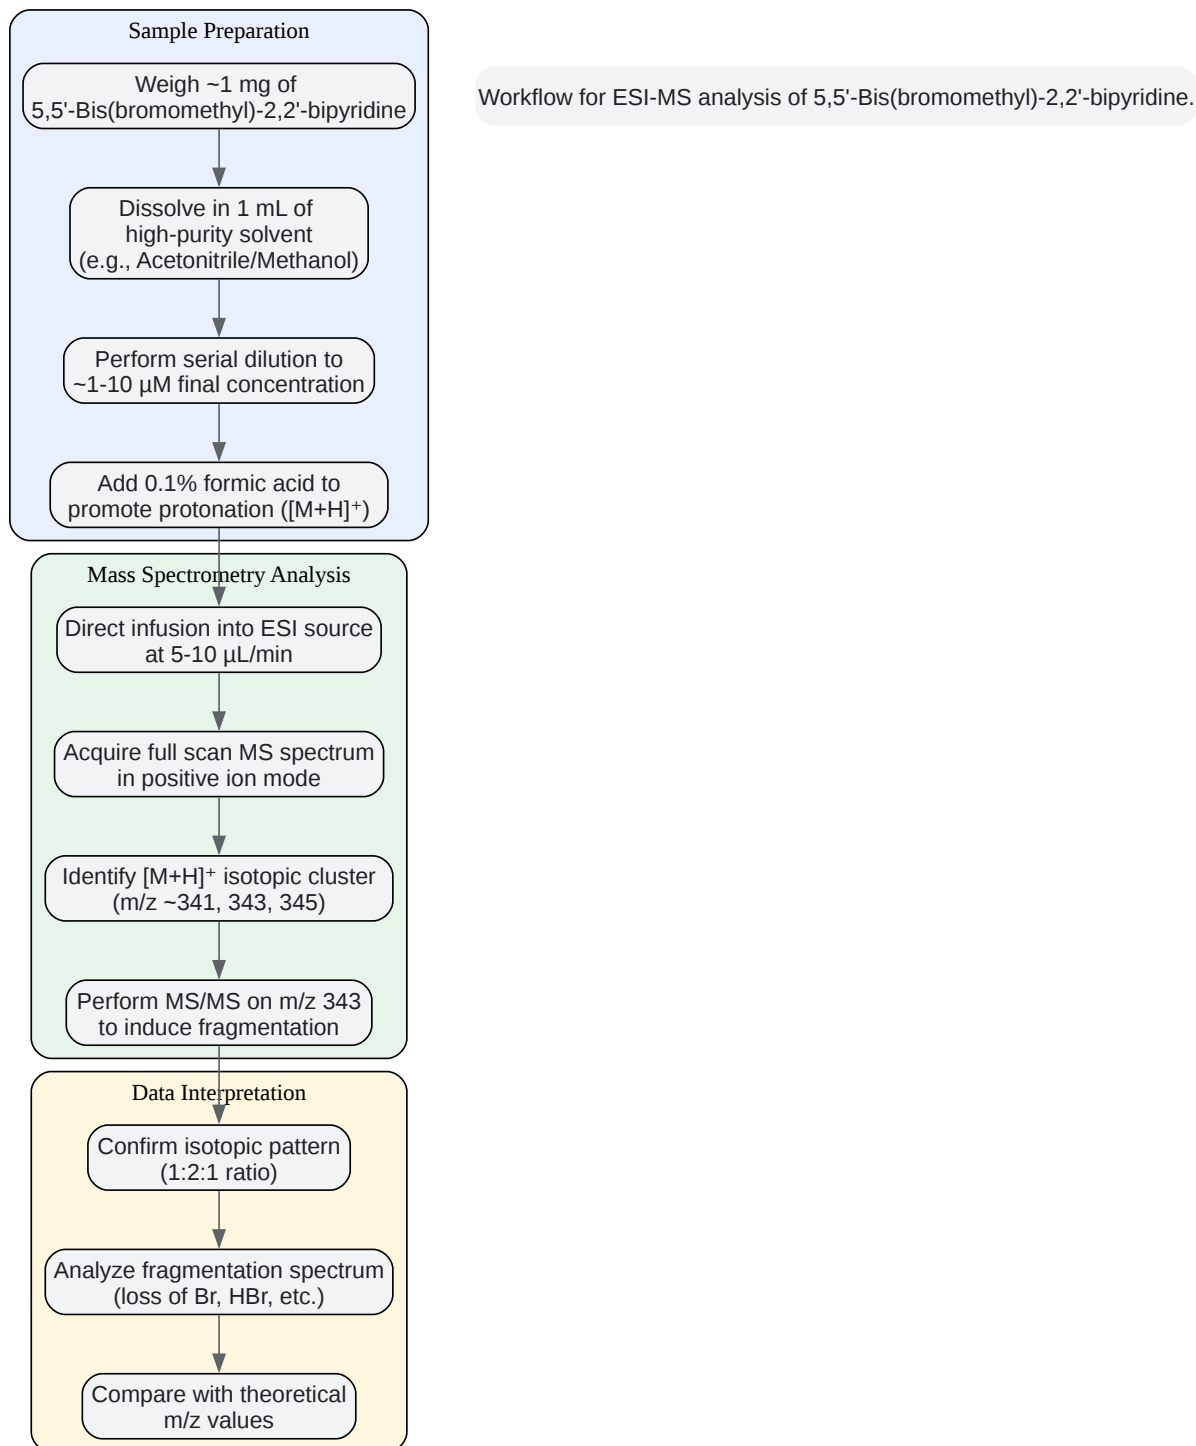 Sample Preparation
Weigh ~1 mg of
5,5'-Bis(bromomethyl)-2,2'-bipyridine
Workflow for ESI-MS analysis of 5,5'-Bis(bromomethyl)-2,2'-bipyridine.
Dissolve in 1 mL of
high-purity solvent
(e.g., Acetonitrile/Methanol)
Perform serial dilution to
~1-10 µM final concentration
Add 0.1% formic acid to
promote protonation ([M+H]⁺)
Mass Spectrometry Analysis
Direct infusion into ESI source
at 5-10 µL/min
Acquire full scan MS spectrum
in positive ion mode
Identify [M+H]⁺ isotopic cluster
(m/z ~341, 343, 345)
Perform MS/MS on m/z 343
to induce fragmentation
Data Interpretation
Confirm isotopic pattern
(1:2:1 ratio)
Analyze fragmentation spectrum
(loss of Br, HBr, etc.)
Compare with theoretical
m/z values